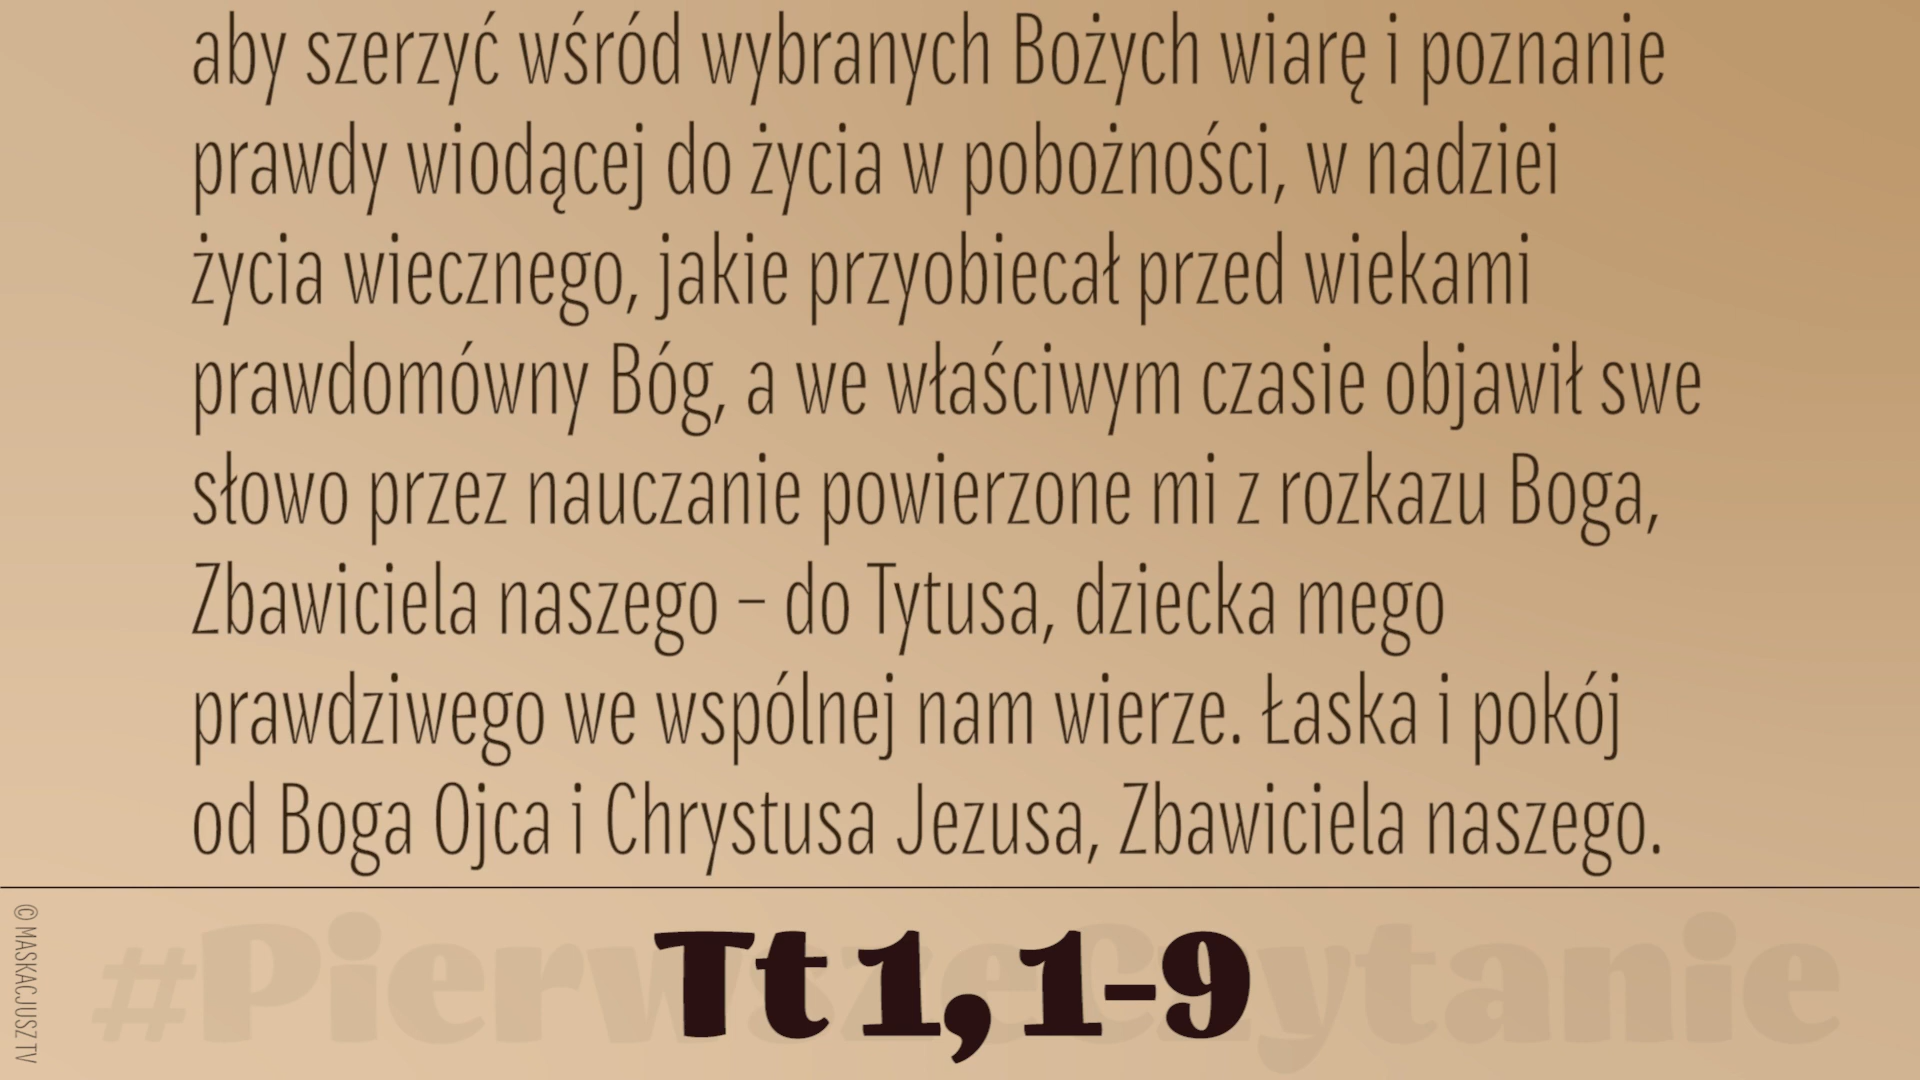 aby szerzyć wśród wybranych Bożych wiarę i poznanie
prawdy wiodącej do życia w pobożności, w nadziei
życia wiecznego, jakie przyobiecał przed wiekami
prawdomówny Bóg, a we właściwym czasie objawił swe
słowo przez nauczanie powierzone mi z rozkazu Boga,
Zbawiciela naszego – do Tytusa, dziecka mego
prawdziwego we wspólnej nam wierze. Łaska i pokój
od Boga Ojca i Chrystusa Jezusa, Zbawiciela naszego.
#PierwszeCzytanie
Tt 1, 1-9
© MASKACJUSZ TV